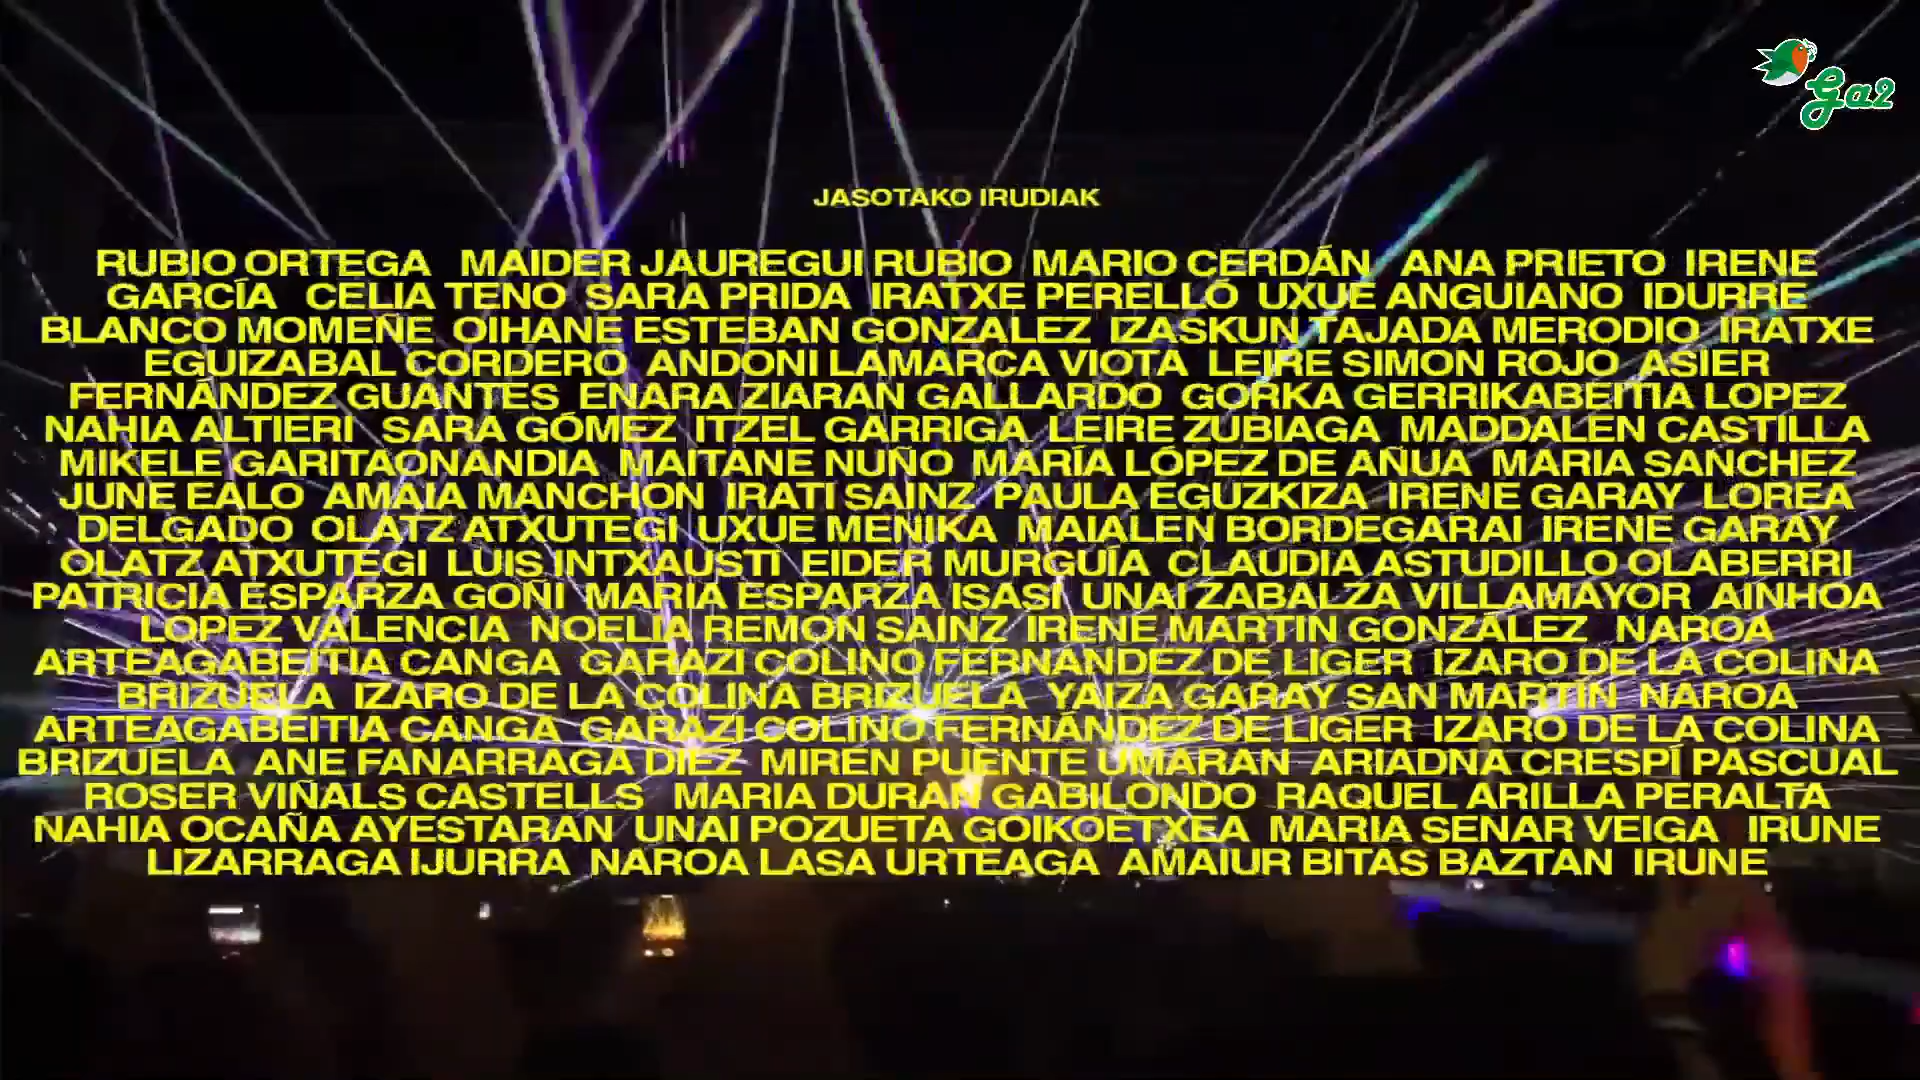 Ga2
JASOTAKO IRUDIAK
RUBIO ORTEGA MAIDER JAUREGUI RUBIO MARIO CERDÁN ANA PRIETO IRENE
GARCÍA CELIA TENO SARA PRIDA IRATXE PERELLÓ UXUE ANGUIANO IDURRE
BLANCO MOMEÑE OIHANE ESTEBAN GONZALEZ IZASKUN TAJADA MERODIO IRATXE
EGUIZABAL CORDERO ANDONI LAMARCA VIOTA LEIRE SIMON ROJO ASIER
FERNÁNDEZ GUANTES ENARA ZIARAN GALLARDO GORKA GERRIKABEITIA LOPEZ
NAHIA ALTIERI SARA GÓMEZ ITZEL GARRIGA LEIRE ZUBIAGA MADDALEN CASTILLA
MIKELE GARITAONANDIA MAITANE NUÑO MARÍA LÓPEZ DE AÑUA MARIA SANCHEZ
JUNE EALO AMAIA MANCHON IRATI SAINZ PAULA EGUZKIZA IRENE GARAY LOREA
DELGADO OLATZ ATXUTEGI UXUE MENIKA MAIALEN BORDEGARAI IRENE GARAY
OLATZ ATXUTEGI LUIS INTXAUSTI EIDER MURGUÍA CLAUDIA ASTUDILLO OLABERRI
PATRICIA ESPARZA GOÑI MARIA ESPARZA ISASI UNAI ZABALZA VILLAMAYOR AINHOA
LOPEZ VALENCIA NOELIA REMON SAINZ IRENE MARTIN GONZÁLEZ NAROA
ARTEAGABEITIA CANGA GARAZI COLINO FERNÁNDEZ DE LIGER IZARO DE LA COLINA
BRIZUELA IZARO DE LA COLINA BRIZUELA YAIZA GARAY SAN MARTÍN NAROA
ARTEAGABEITIA CANGA GARAZI COLINO FERNÁNDEZ DE LIGER IZARO DE LA COLINA
BRIZUELA ANE FANARRAGA DIEZ MIREN PUENTE UMARAN ARIADNA CRESPÍ PASCUAL
ROSER VIÑALS CASTELLS MARIA DURAN GABILONDO RAQUEL ARILLA PERALTA
NAHIA OCAÑA AYESTARAN UNAI POZUETA GOIKOETXEA MARIA SENAR VEIGA IRUNE
LIZARRAGA IJURRA NAROA LASA URTEAGA AMAIUR BITAS BAZTAN IRUNE